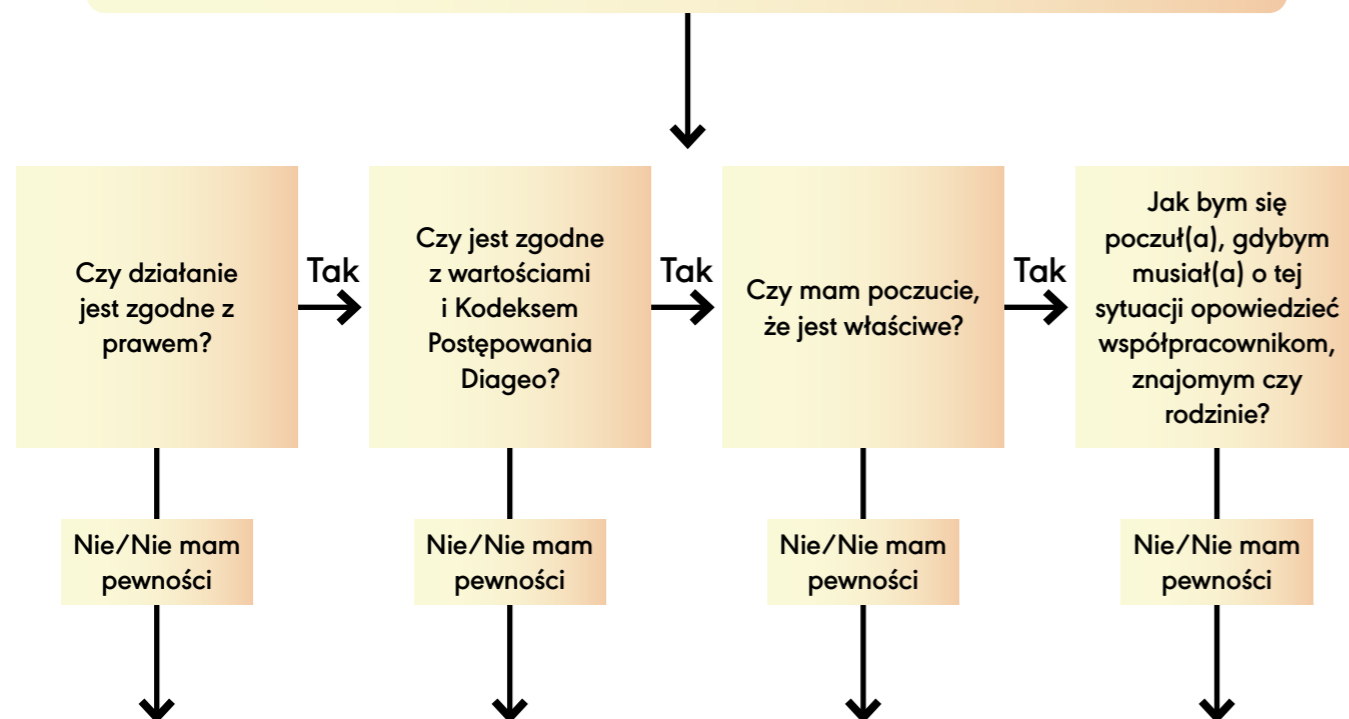 Czy działanie
jest zgodne z
prawem?
Tak
Czy jest zgodne
z wartościami
i Kodeksem
Postępowania
Diageo?
Tak
Czy mam poczucie,
że jest właściwe?
Tak
Jak bym się
poczuł(a), gdybym
musiał(a) o tej
sytuacji opowiedzieć
współpracownikom,
znajomym czy
rodzinie?
Nie/Nie mam
pewności
Nie/Nie mam
pewności
Nie/Nie mam
pewności
Nie/Nie mam
pewności